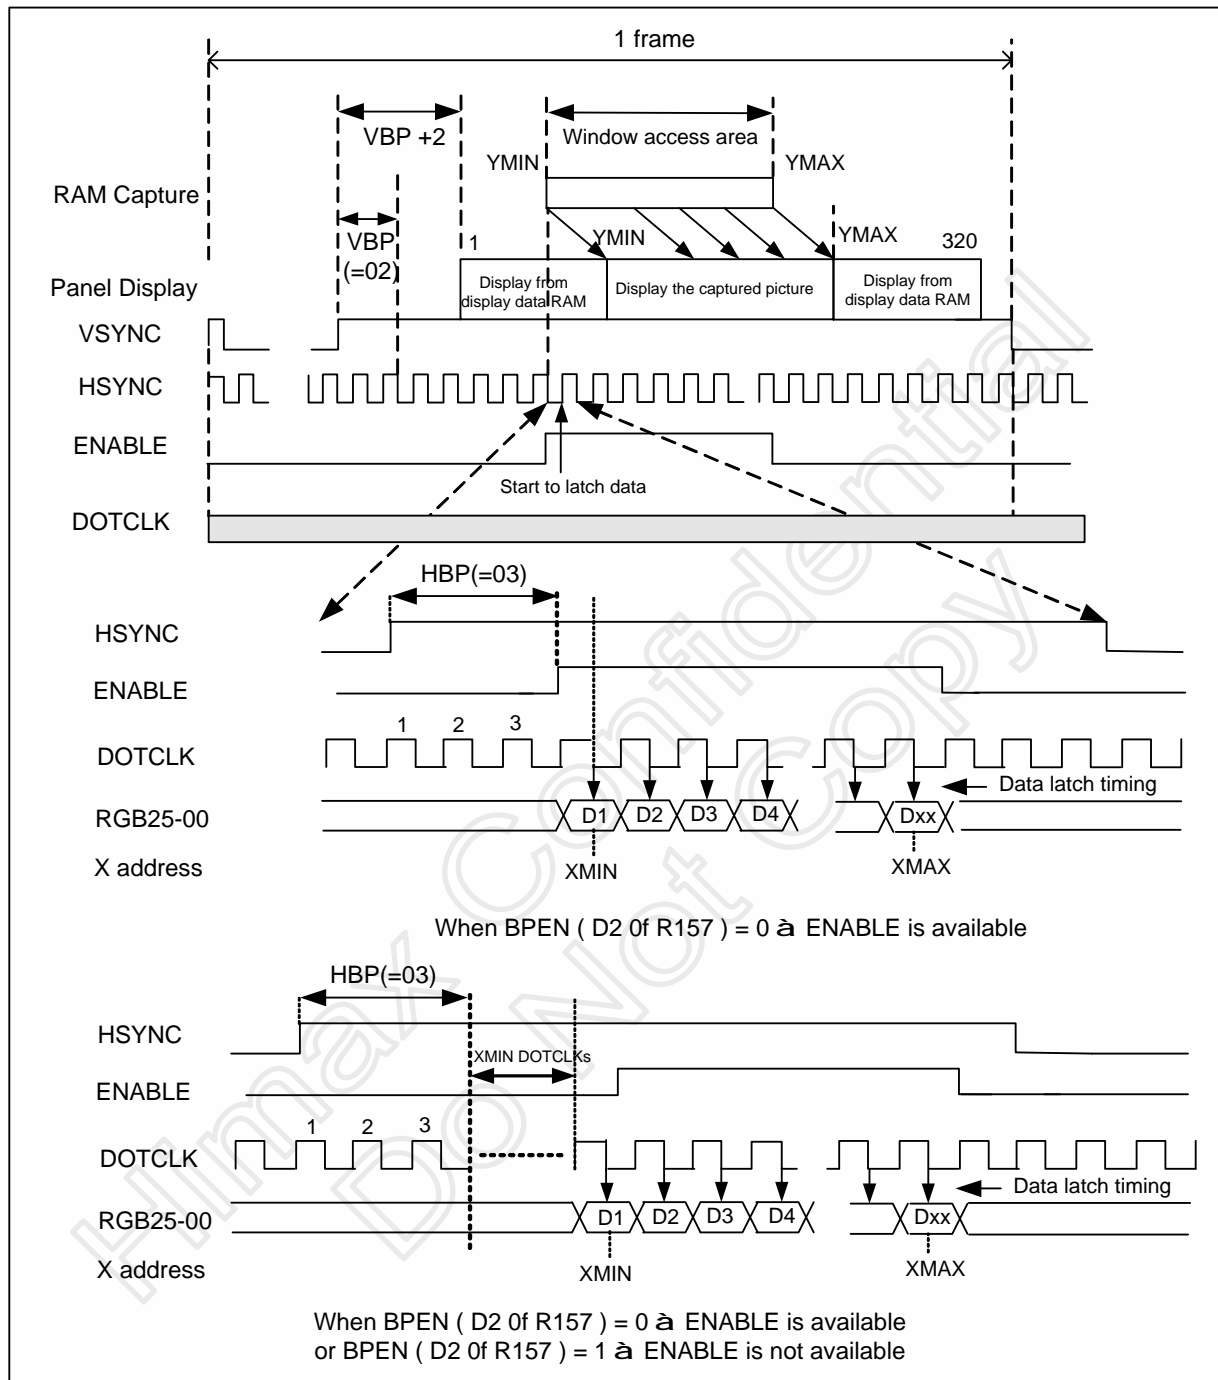 1 frame
VBP +2
Window access area
YMIN
YMAX
RAM Capture
VBP
(=02)
1
YMIN
YMAX
320
Panel Display
Display from
display data RAM
Display the captured picture
Display from
display data RAM
VSYNC
HSYNC
ENABLE
Start to latch data
DOTCLK
HBP(=03)
HSYNC
ENABLE
1 2 3
DOTCLK
Data latch timing
RGB25-00
D1 D2 D3 D4 Dxx
X address
XMIN
XMAX
When BPEN ( D2 0f R157 ) = 0 à ENABLE is available
HBP(=03)
HSYNC
XMIN DOTCLKs
ENABLE
1 2 3
DOTCLK
Data latch timing
RGB25-00
D1 D2 D3 D4 Dxx
X address
XMIN
XMAX
When BPEN ( D2 0f R157 ) = 0 à ENABLE is available
or BPEN ( D2 0f R157 ) = 1 à ENABLE is not available
Himax Confidential
Do Not Copy